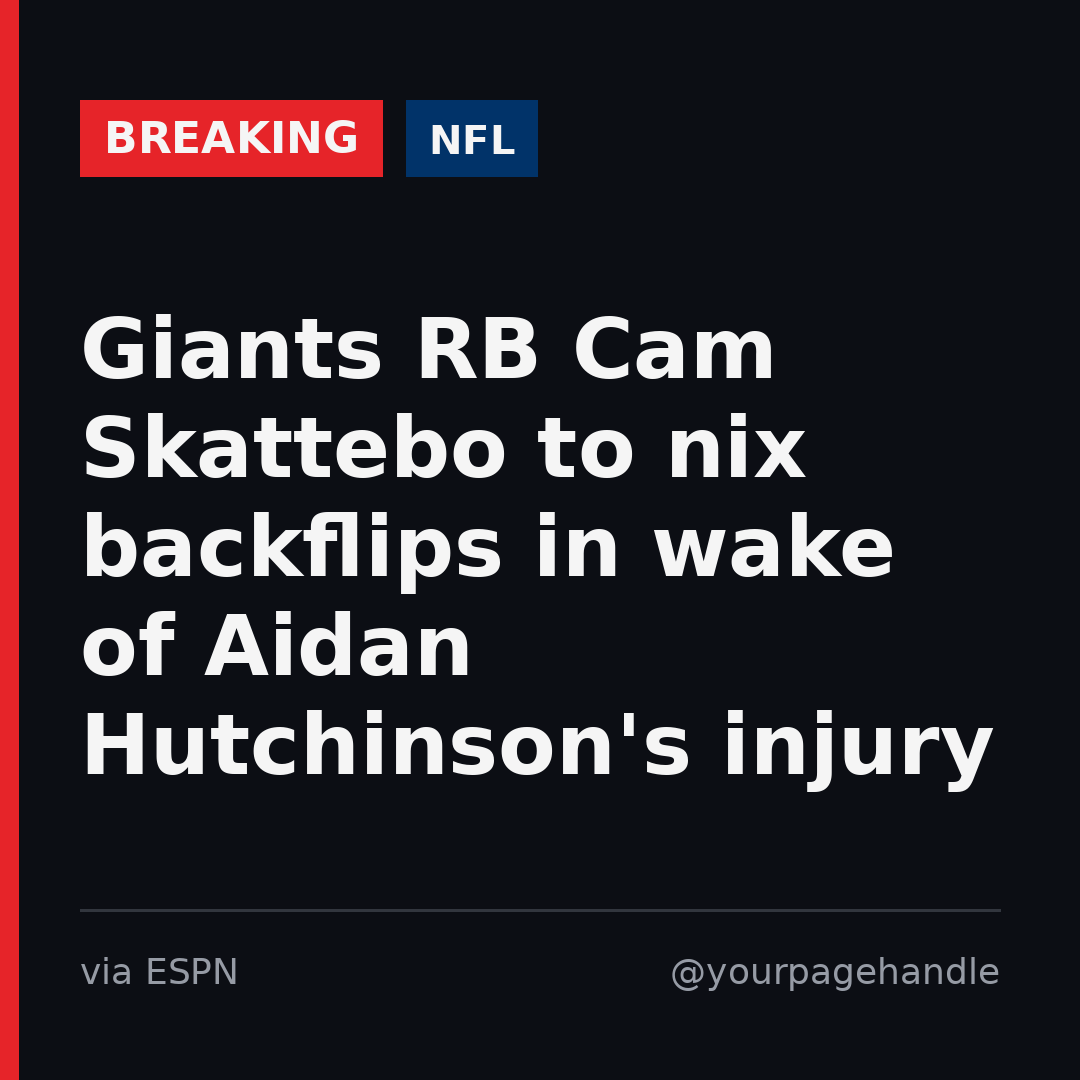 BREAKING NFL
Giants RB Cam
Skattebo to nix
backflips in wake
of Aidan
Hutchinson's injury
via ESPN @yourpagehandle